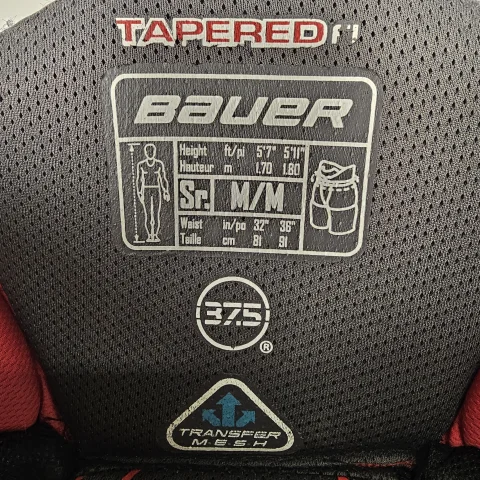 TAPERED
BAUER
Height ft/pi 5'7" 5'11"
Hauteur m 1.70 1.80
Sr. M/M
Waist in/po 32" 36"
Taille cm 81 91
37.5
®
TRANSFER
M•E•S•H